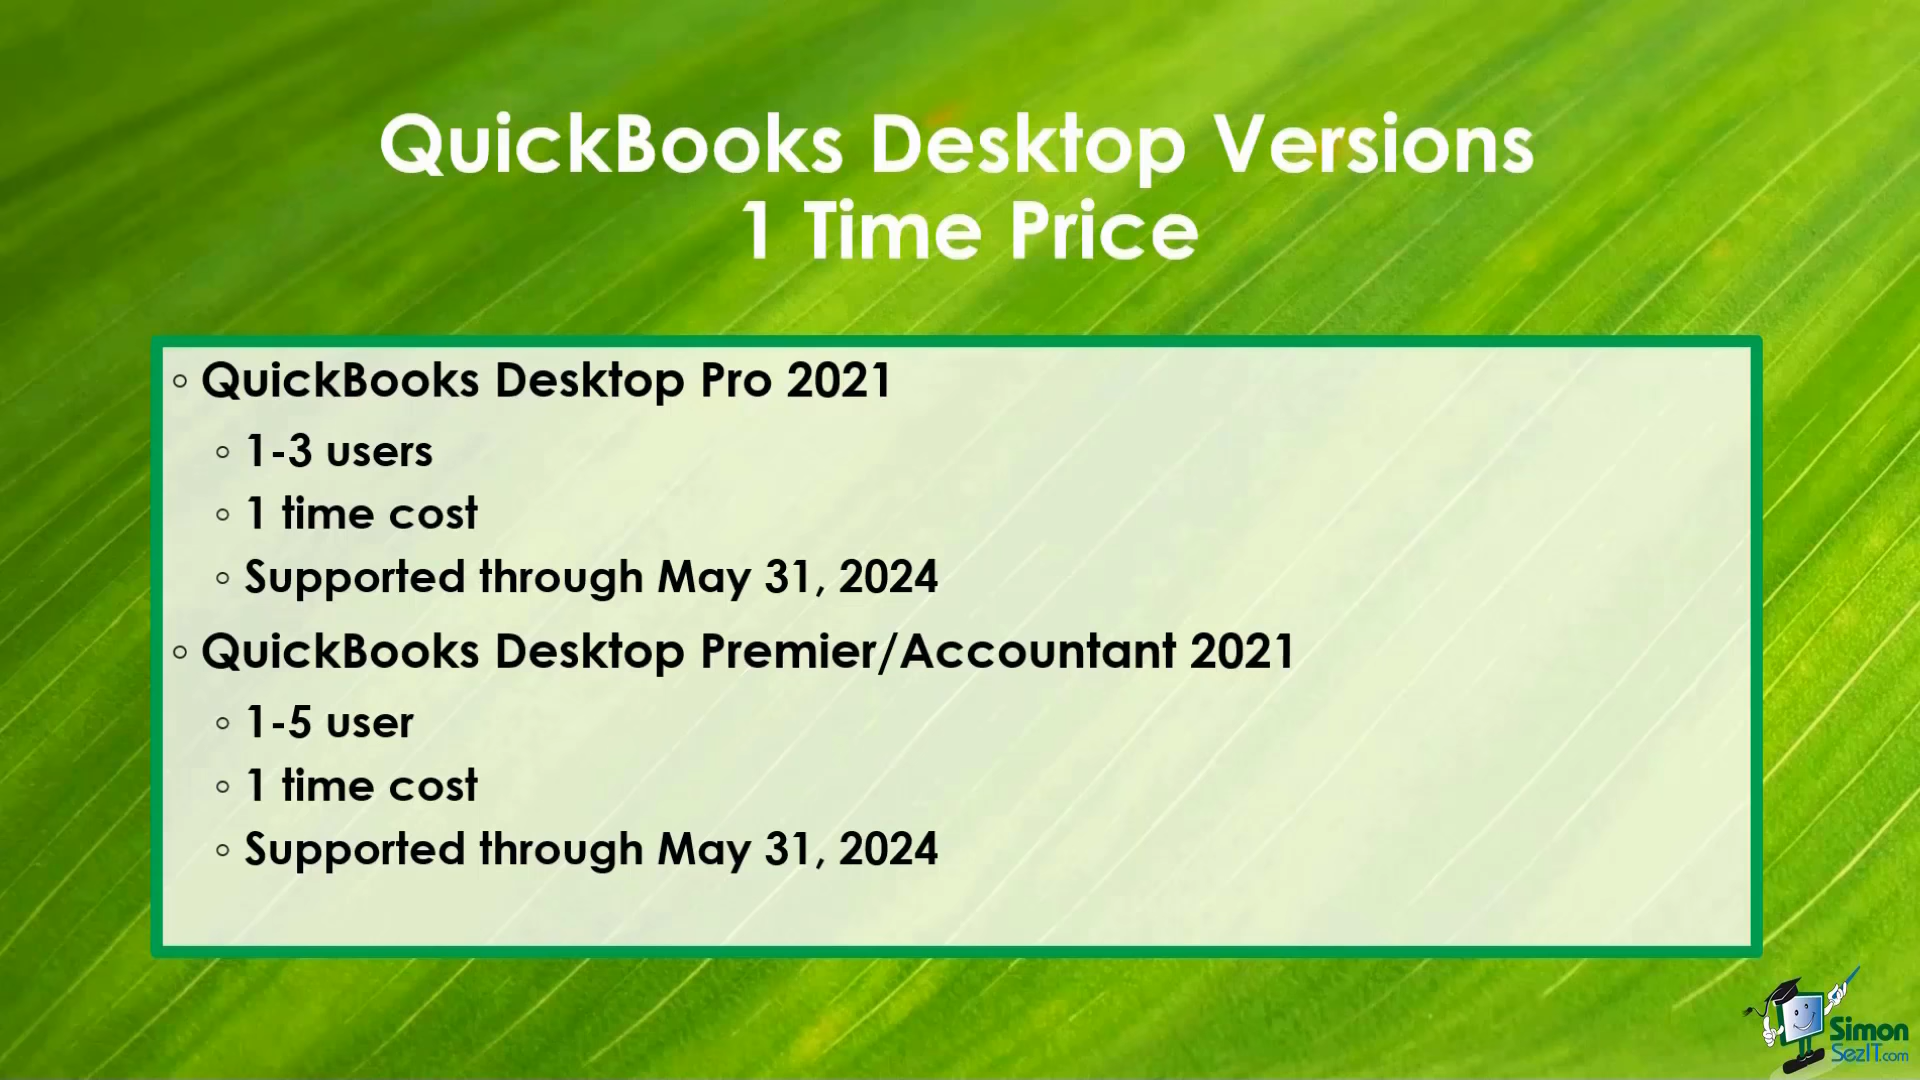 QuickBooks Desktop Versions
1 Time Price
◦ QuickBooks Desktop Pro 2021
◦ 1-3 users
◦ 1 time cost
◦ Supported through May 31, 2024
◦ QuickBooks Desktop Premier/Accountant 2021
◦ 1-5 user
◦ 1 time cost
◦ Supported through May 31, 2024
Simon
SezIT.com